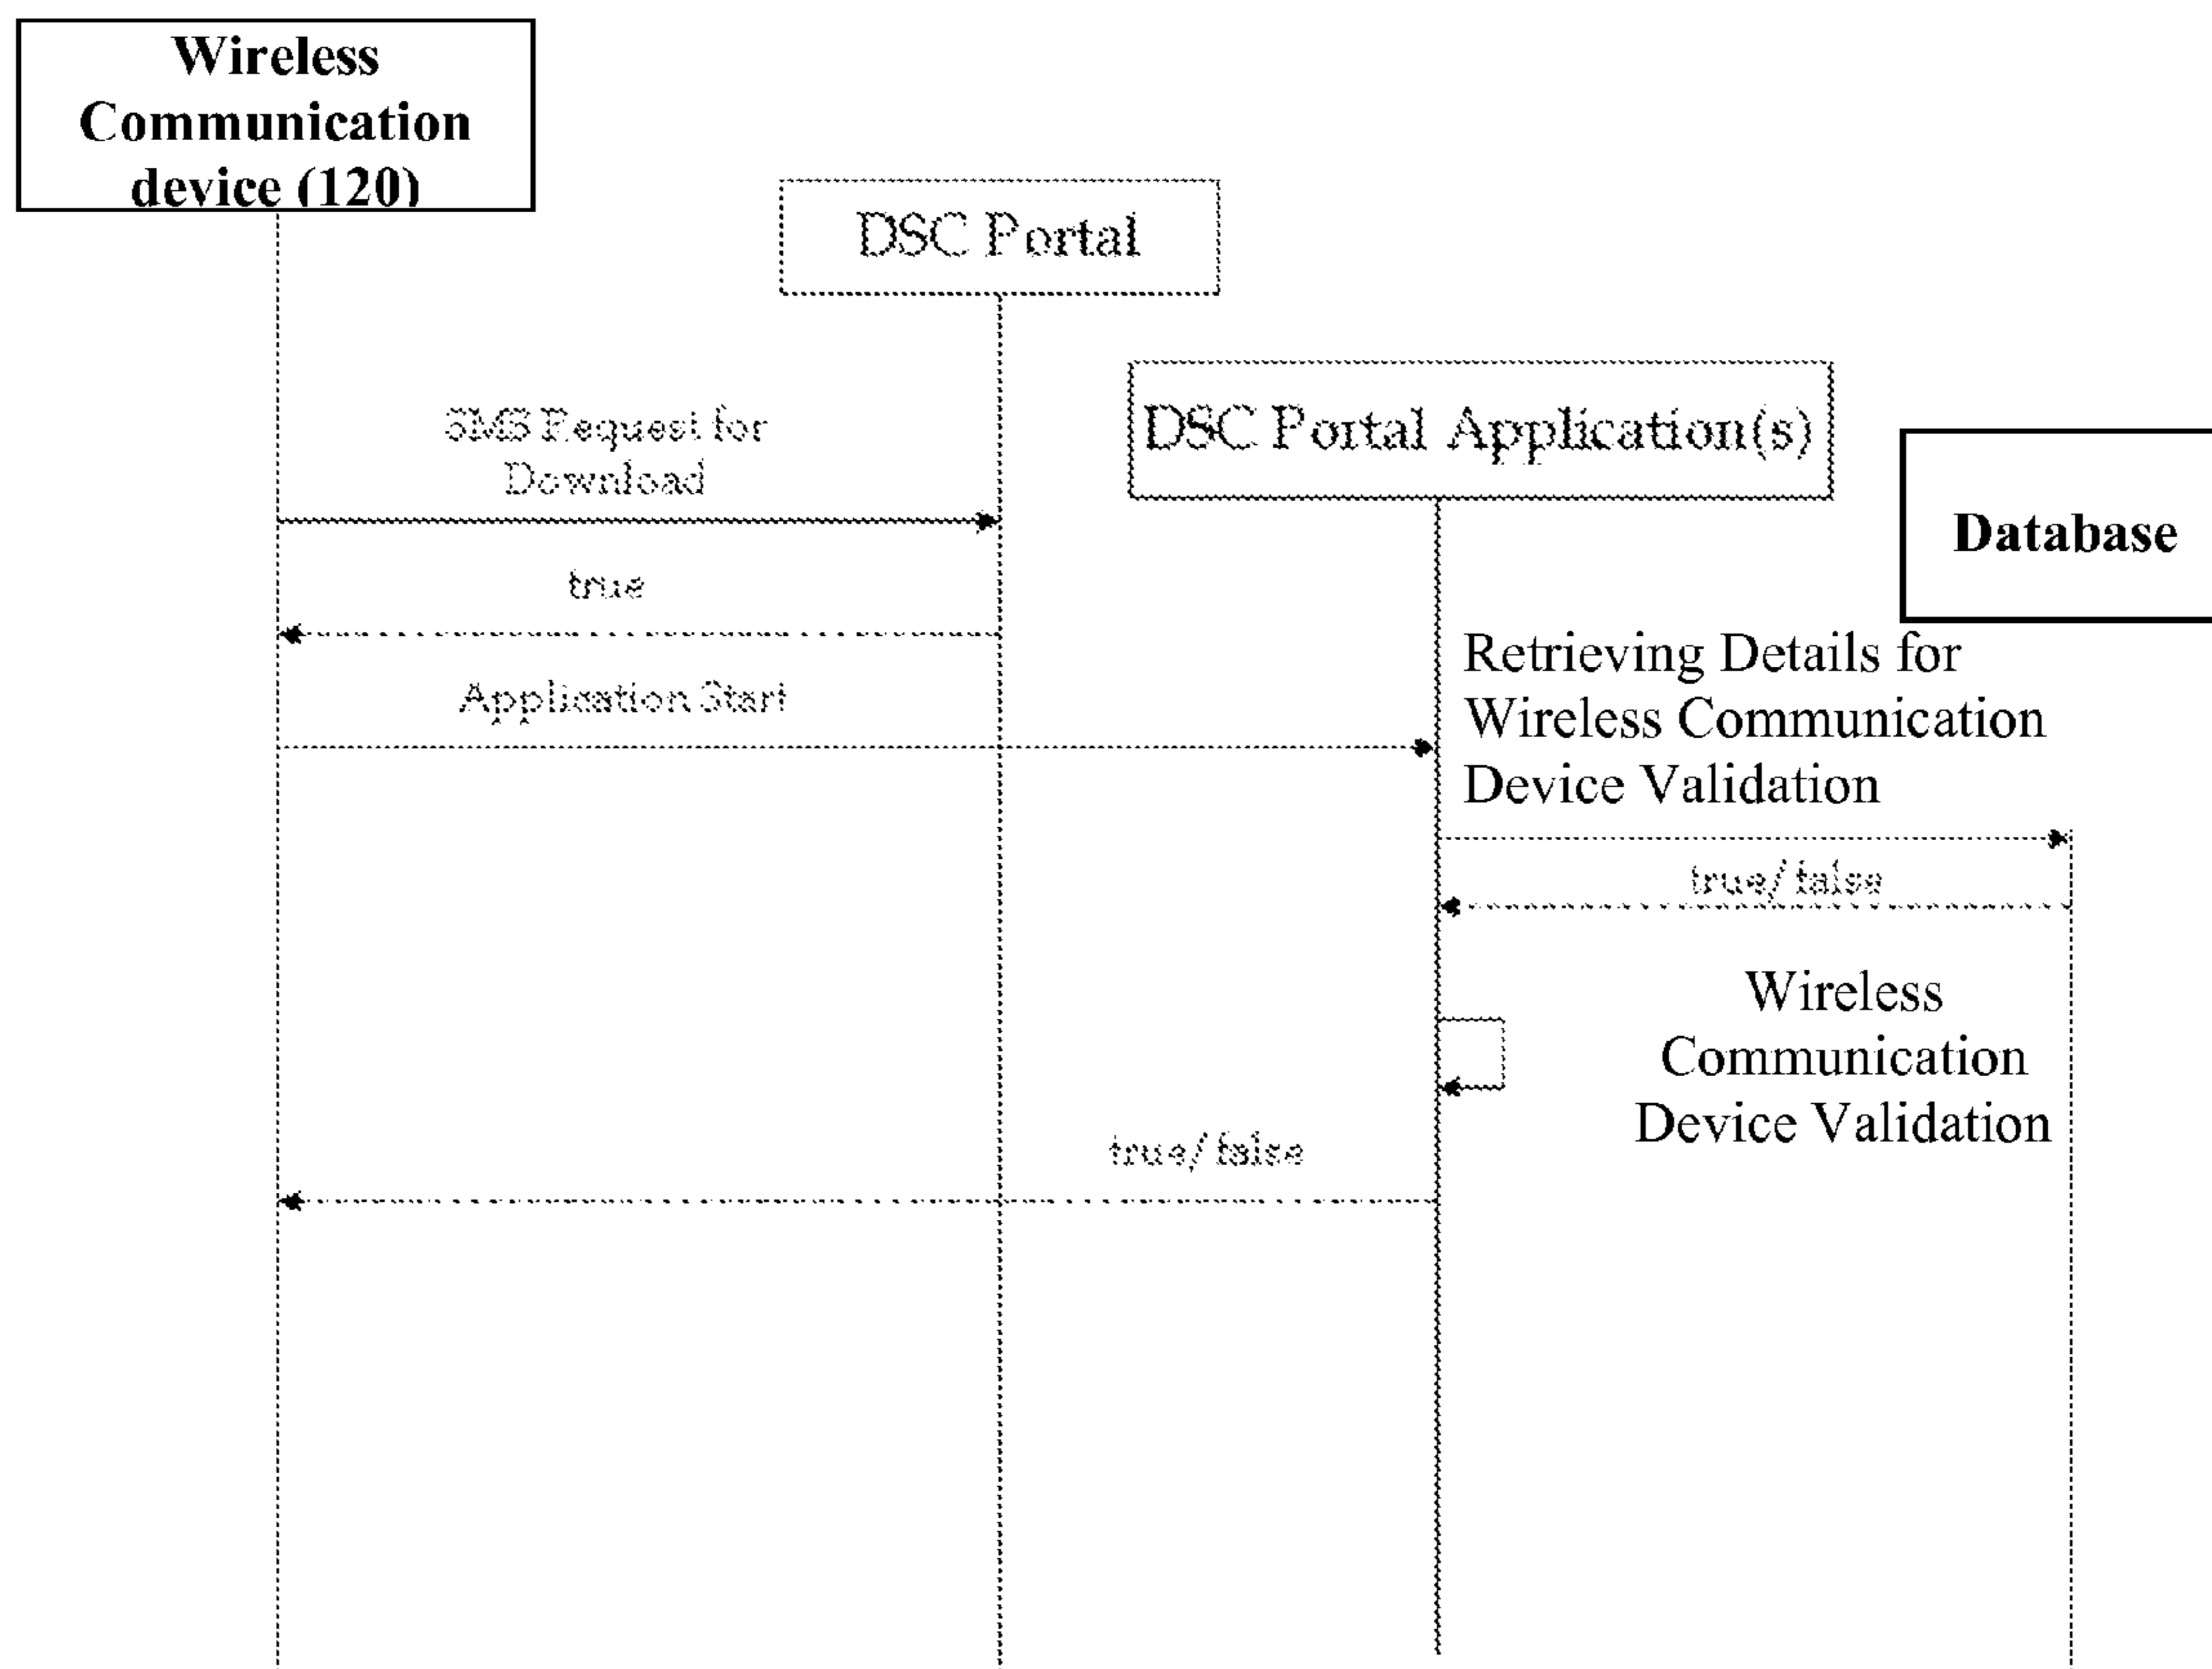 Wireless
Communication
device (120)
DSC Portal
DSC Portal Application(s)
Database
SMS Request for
Download
true
Application Start
Retrieving Details for
Wireless Communication
Device Validation
true/false
Wireless
Communication
Device Validation
true/false